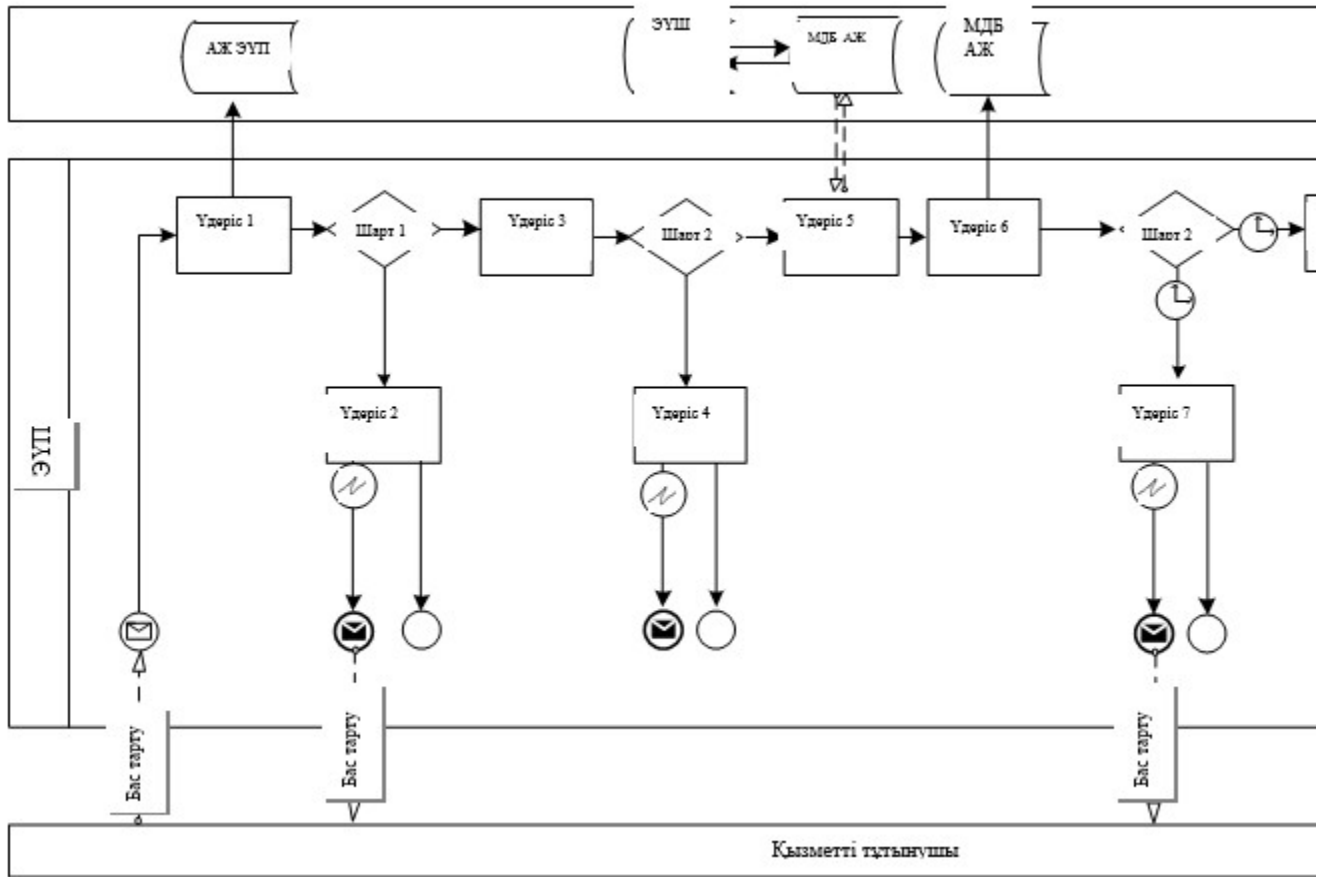 АЖ ЭҮП
ЭҮШ
МДБ АЖ
МДБ
АЖ
Үдеріс 1
Шарт 1
Үдеріс 3
Шарт 2
Үдеріс 5
Үдеріс 6
Шарт 2
Үдеріс 2
Үдеріс 4
Үдеріс 7
ЭҮП
Бас тарту
Бас тарту
Бас тарту
Қызметті тұтынушы